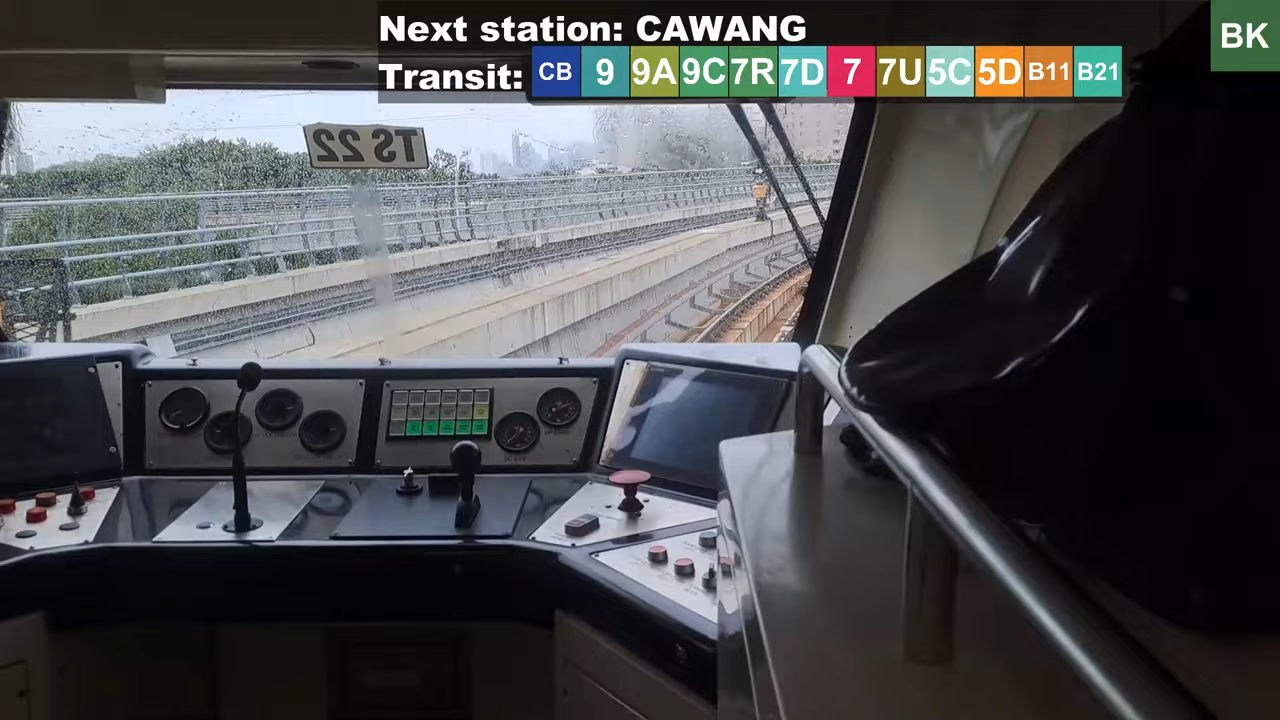 Next station: CAWANG
BK
Transit: CB 9 9A 9C 7R 7D 7 7U 5C 5D B11 B21
TS 22